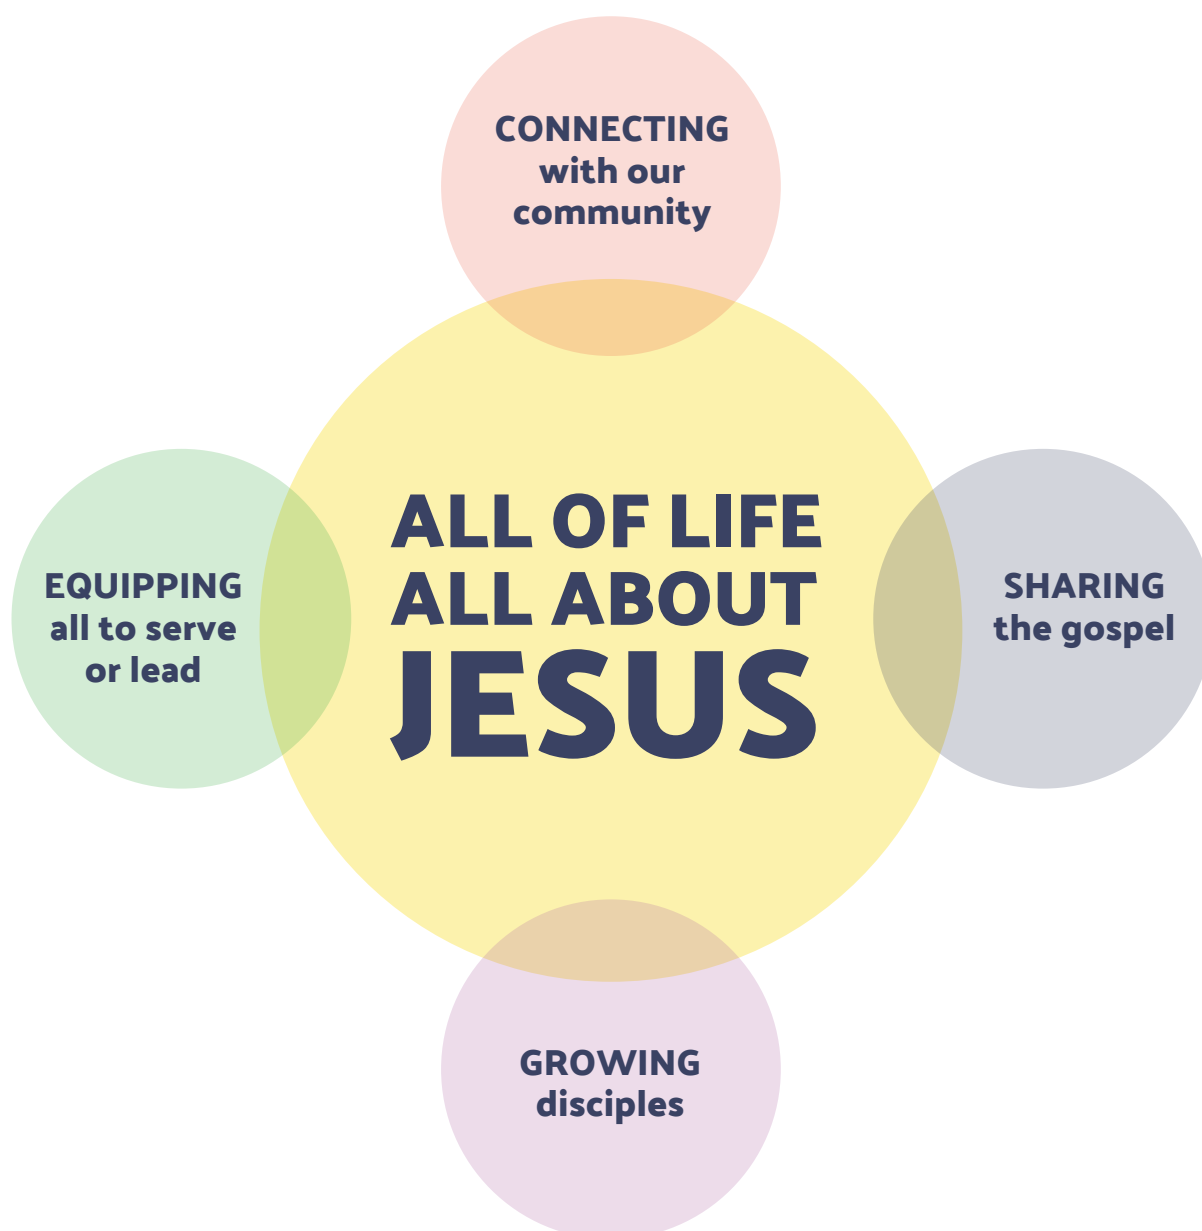 CONNECTING
with our
community
ALL OF LIFE
ALL ABOUT
JESUS
EQUIPPING
all to serve
or lead
SHARING
the gospel
GROWING
disciples